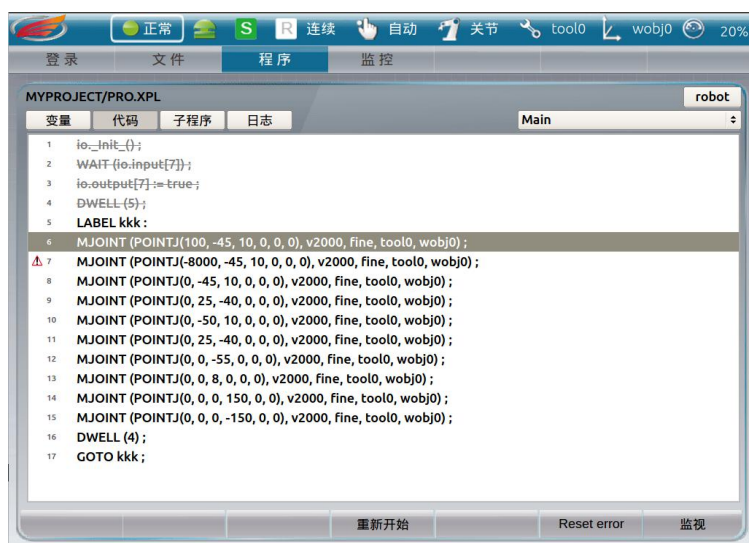 正常 S R 连续 自动 关节 tool0 wobj0 20%
登录 文件 程序 监控
MYPROJECT/PRO.XPL robot
变量 代码 子程序 日志 Main
1 io._Init_() ;
2 WAIT (io.input[7]) ;
3 io.output[7] := true ;
4 DWELL (5) ;
5 LABEL kkk :
6 MJOINT (POINTJ(100, -45, 10, 0, 0, 0), v2000, fine, tool0, wobj0) ;
7 MJOINT (POINTJ(-8000, -45, 10, 0, 0, 0), v2000, fine, tool0, wobj0) ;
8 MJOINT (POINTJ(0, -45, 10, 0, 0, 0), v2000, fine, tool0, wobj0) ;
9 MJOINT (POINTJ(0, 25, -40, 0, 0, 0), v2000, fine, tool0, wobj0) ;
10 MJOINT (POINTJ(0, -50, 10, 0, 0, 0), v2000, fine, tool0, wobj0) ;
11 MJOINT (POINTJ(0, 25, -40, 0, 0, 0), v2000, fine, tool0, wobj0) ;
12 MJOINT (POINTJ(0, 0, -55, 0, 0, 0), v2000, fine, tool0, wobj0) ;
13 MJOINT (POINTJ(0, 0, 8, 0, 0, 0), v2000, fine, tool0, wobj0) ;
14 MJOINT (POINTJ(0, 0, 0, 150, 0, 0), v2000, fine, tool0, wobj0) ;
15 MJOINT (POINTJ(0, 0, 0, -150, 0, 0), v2000, fine, tool0, wobj0) ;
16 DWELL (4) ;
17 GOTO kkk ;
重新开始 Reset error 监视